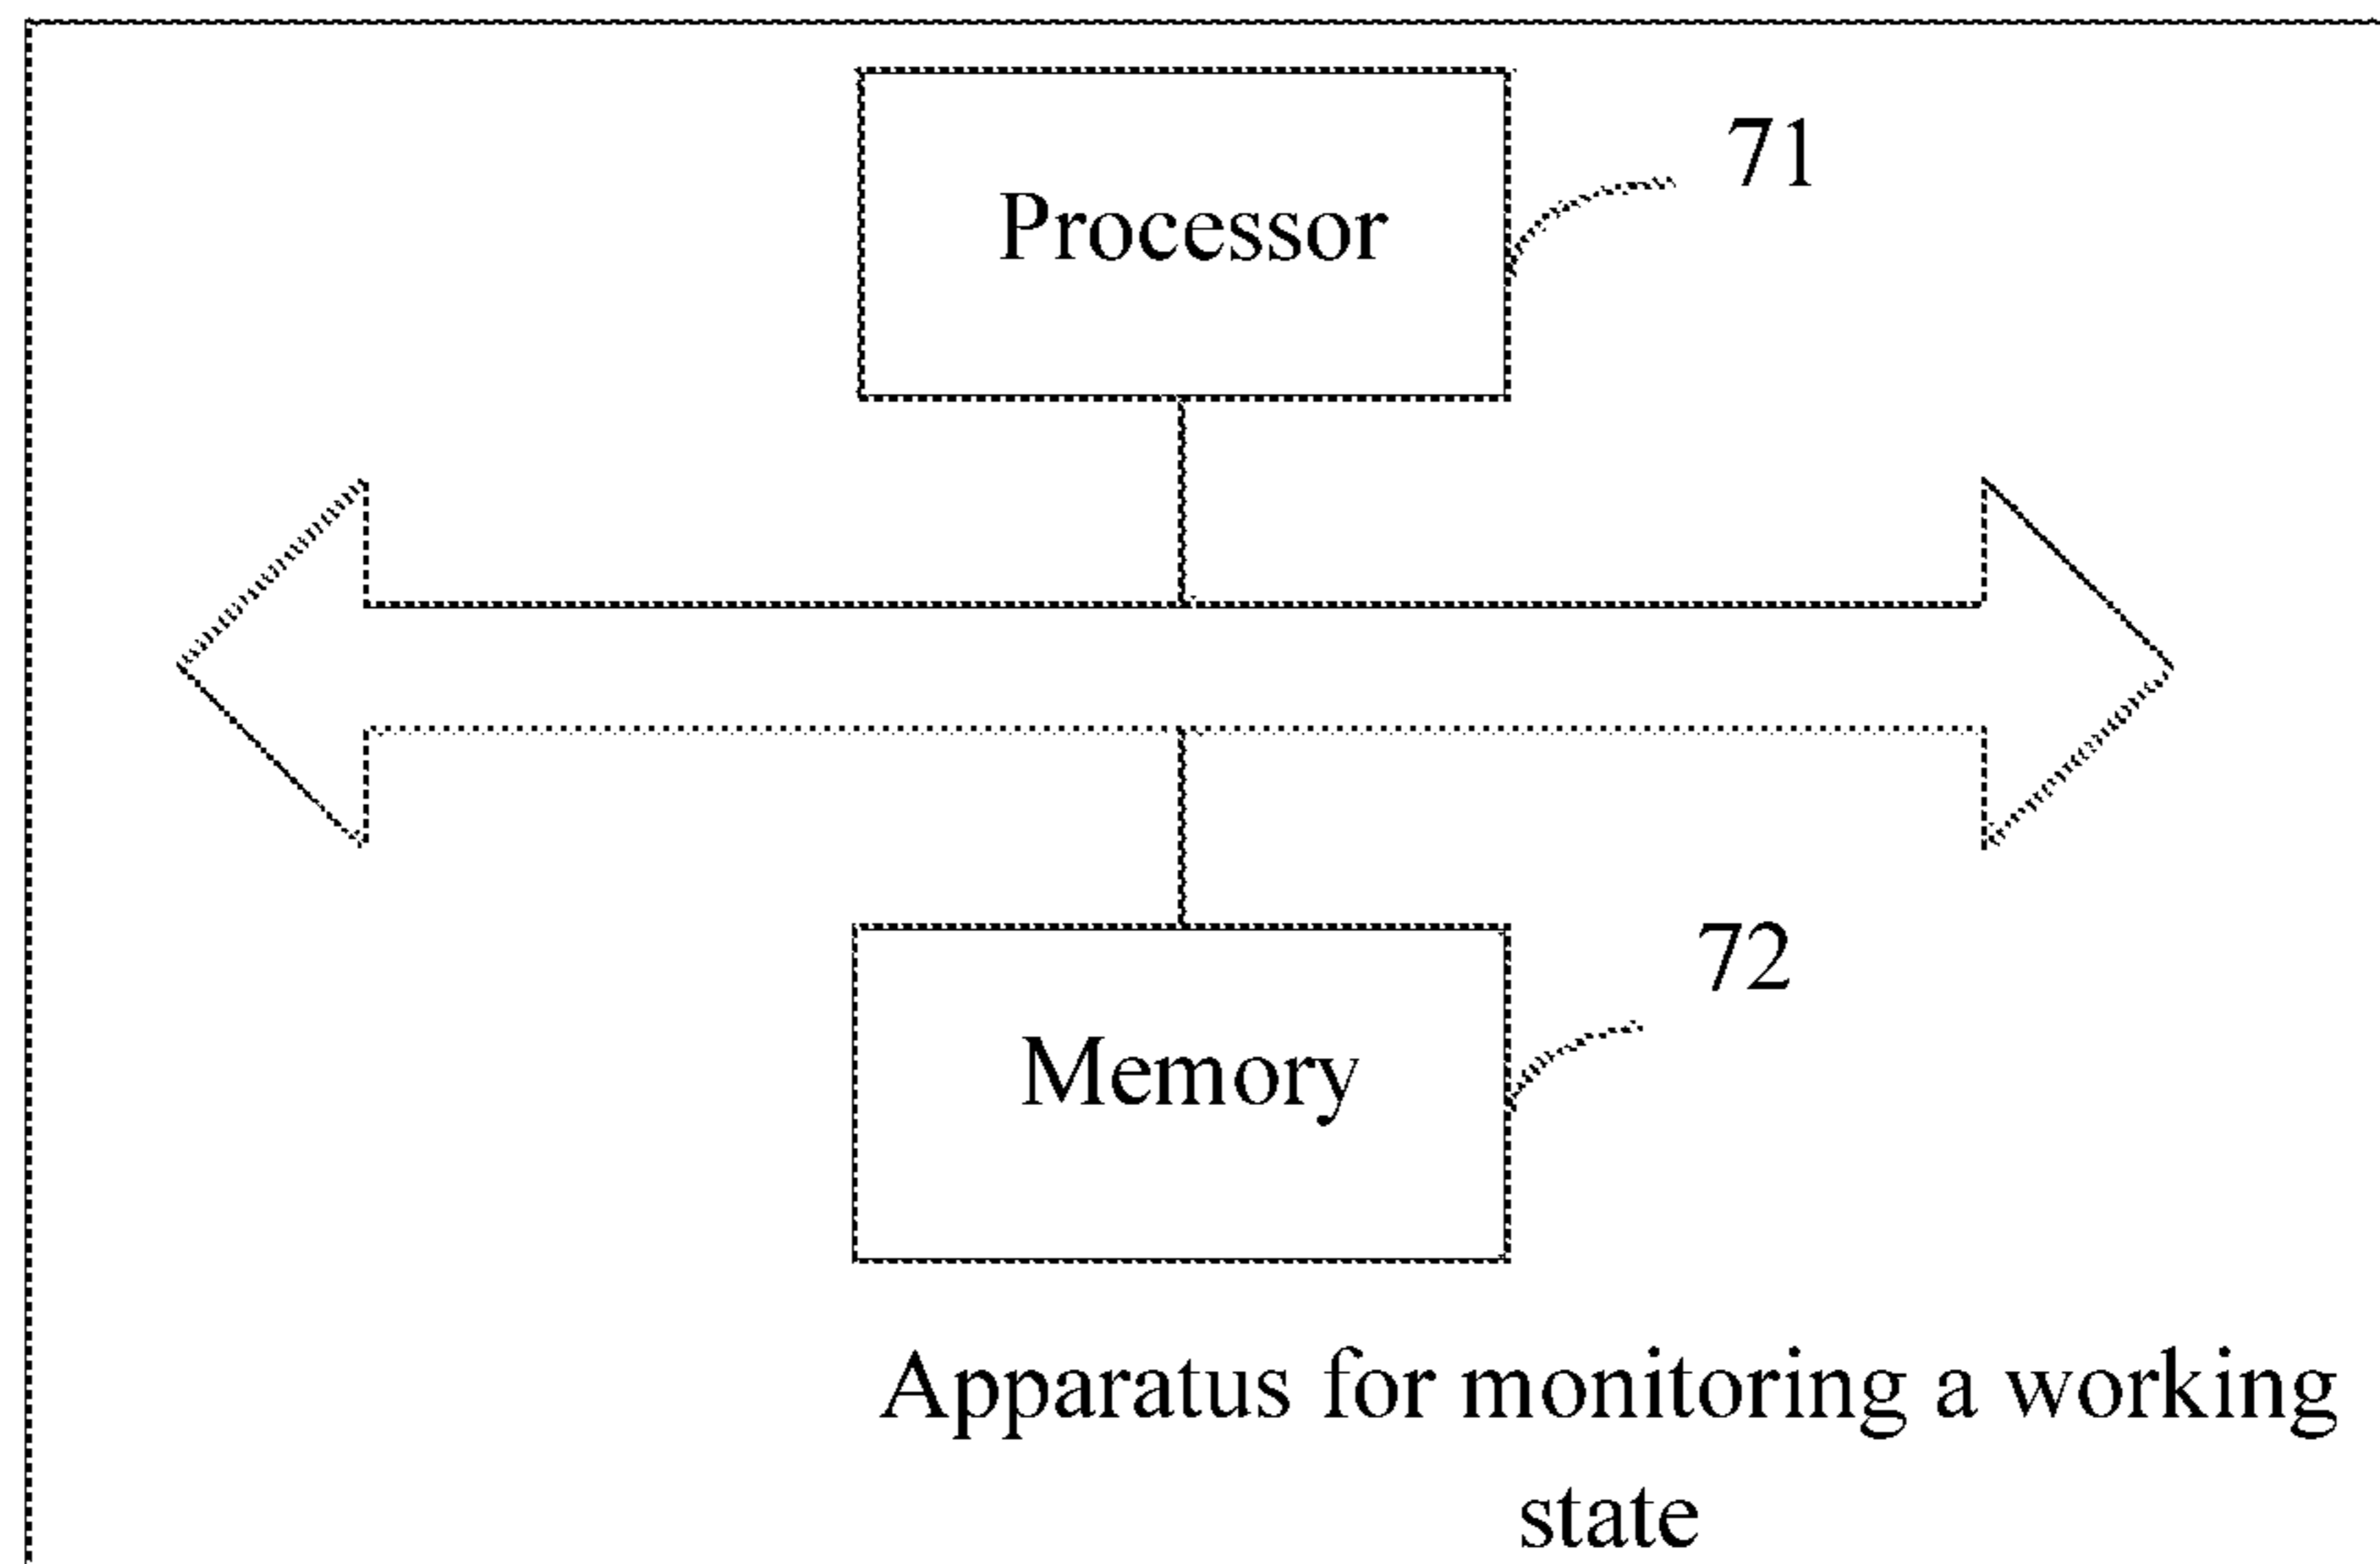 71
Processor
72
Memory
Apparatus for monitoring a working
state